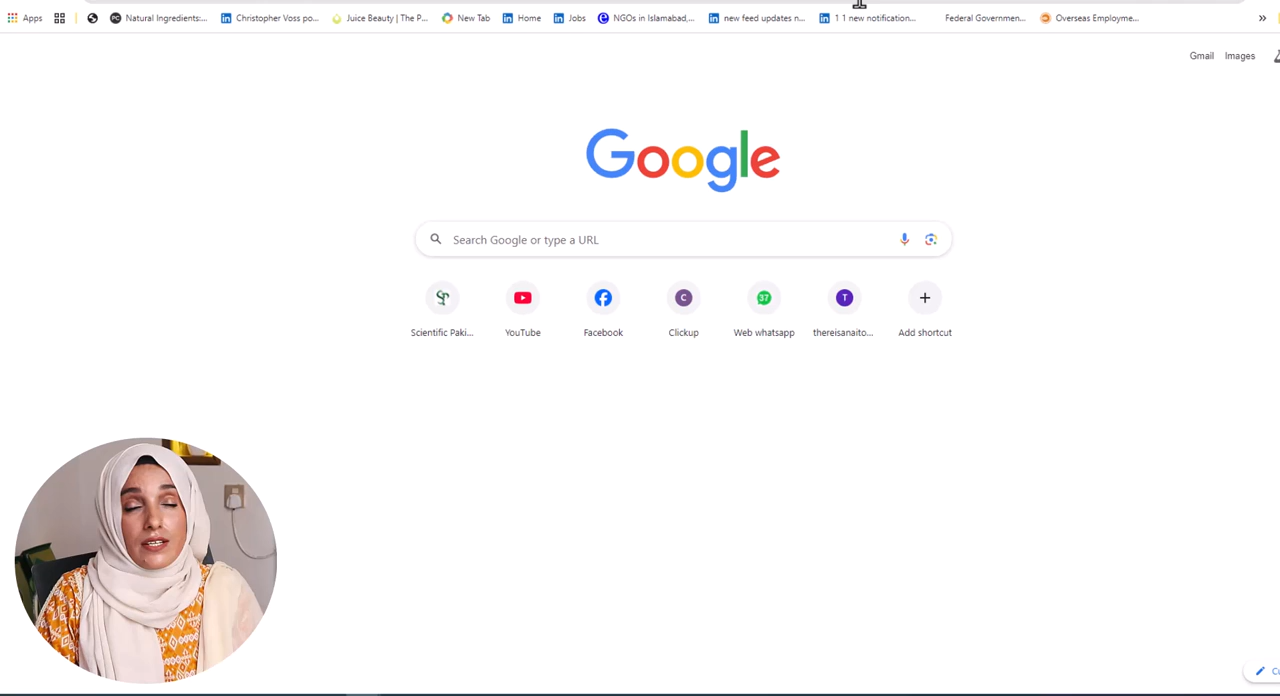 Apps Natural Ingredients:... Christopher Voss po... Juice Beauty | The P... New Tab Home Jobs NGOs in Islamabad,... new feed updates n... 1 1 new notification... Federal Governmen... Overseas Employme... »
Gmail Images
Google
Search Google or type a URL
Scientific Paki... YouTube Facebook Clickup Web whatsapp thereisanaito... Add shortcut